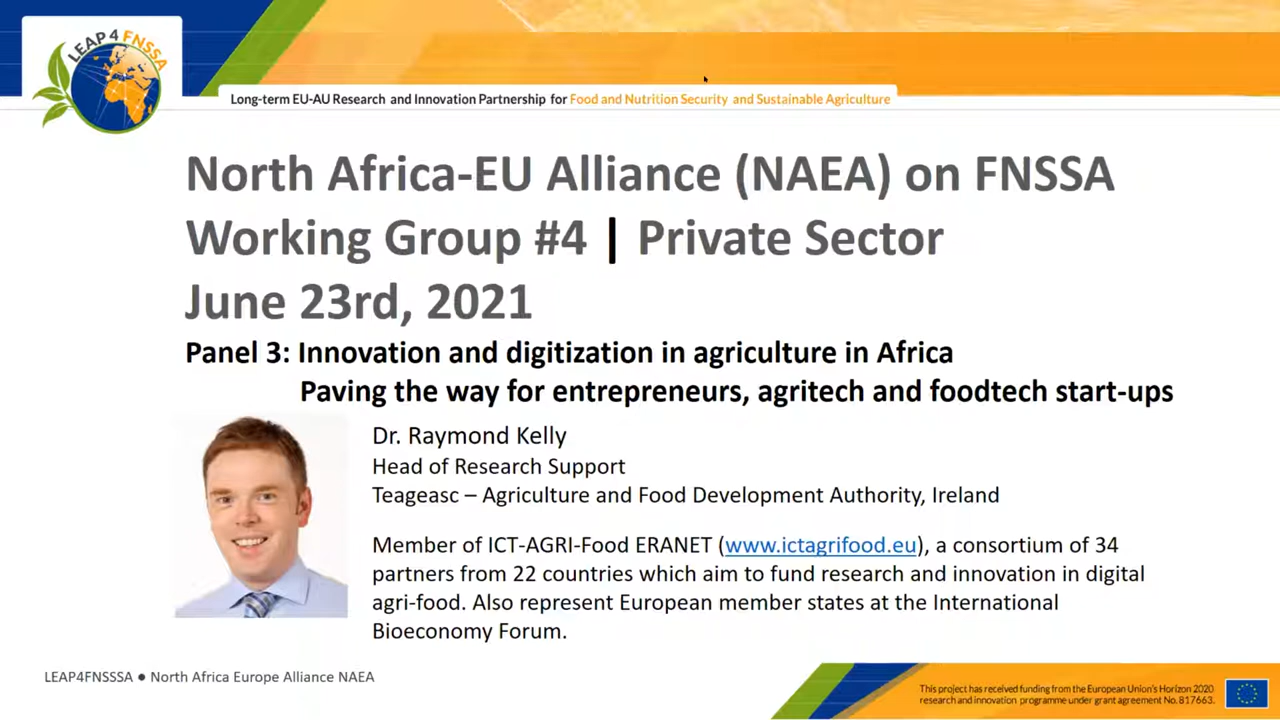 LEAP 4 FNSSA
Long-term EU-AU Research and Innovation Partnership for Food and Nutrition Security and Sustainable Agriculture
North Africa-EU Alliance (NAEA) on FNSSA
Working Group #4 | Private Sector
June 23rd, 2021
Panel 3: Innovation and digitization in agriculture in Africa
Paving the way for entrepreneurs, agritech and foodtech start-ups
Dr. Raymond Kelly
Head of Research Support
Teageasc – Agriculture and Food Development Authority, Ireland
Member of ICT-AGRI-Food ERANET (www.ictagrifood.eu), a consortium of 34
partners from 22 countries which aim to fund research and innovation in digital
agri-food. Also represent European member states at the International
Bioeconomy Forum.
LEAP4FNSSSA ● North Africa Europe Alliance NAEA
This project has received funding from the European Union's Horizon 2020
research and innovation programme under grant agreement No. 817663.